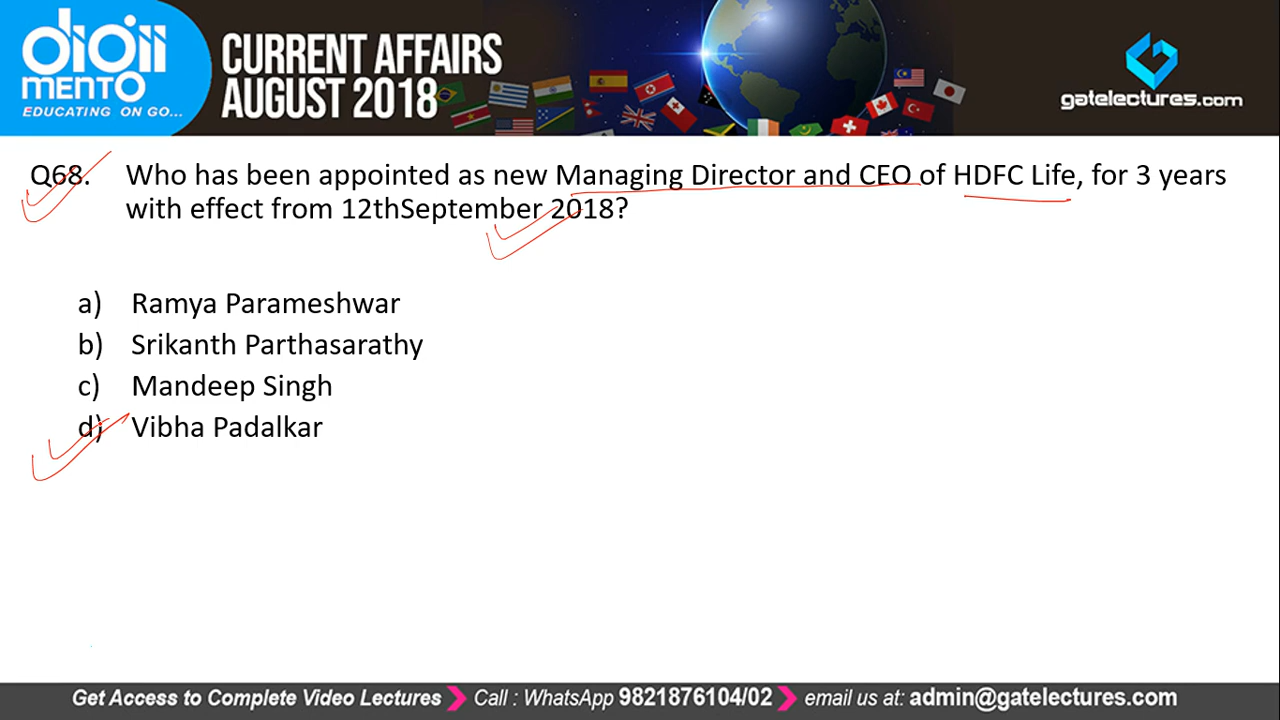 digii
MENTO
EDUCATING ON GO...
CURRENT AFFAIRS
AUGUST 2018
gatelectures.com
Q68. Who has been appointed as new Managing Director and CEO of HDFC Life, for 3 years
with effect from 12thSeptember 2018?
a) Ramya Parameshwar
b) Srikanth Parthasarathy
c) Mandeep Singh
d) Vibha Padalkar
Get Access to Complete Video Lectures Call : WhatsApp 9821876104/02 email us at: admin@gatelectures.com